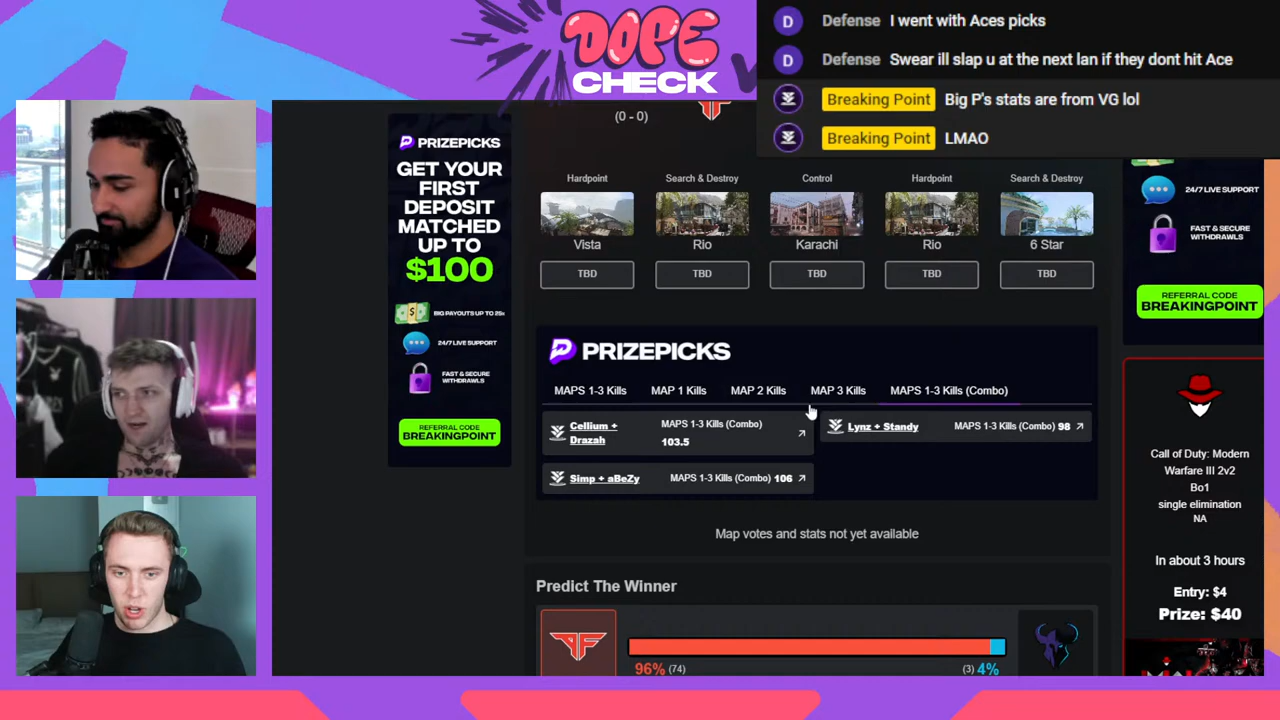 DOPE
CHECK
D Defense I went with Aces picks
D Defense Swear ill slap u at the next lan if they dont hit Ace
Breaking Point Big P's stats are from VG lol
Breaking Point LMAO
PRIZEPICKS
GET YOUR
FIRST
DEPOSIT
MATCHED
UP TO
$100
BIG PAYOUTS UP TO 25x
24/7 LIVE SUPPORT
FAST & SECURE
WITHDRAWLS
REFERRAL CODE
BREAKINGPOINT
(0 - 0)
Hardpoint Search & Destroy Control Hardpoint Search & Destroy
Vista Rio Karachi Rio 6 Star
TBD TBD TBD TBD TBD
PRIZEPICKS
MAPS 1-3 Kills MAP 1 Kills MAP 2 Kills MAP 3 Kills MAPS 1-3 Kills (Combo)
Cellium +
Drazah
MAPS 1-3 Kills (Combo)
103.5
Lynz + Standy MAPS 1-3 Kills (Combo) 98
Simp + aBeZy MAPS 1-3 Kills (Combo) 106
Map votes and stats not yet available
Predict The Winner
96% (74)
(3) 4%
24/7 LIVE SUPPORT
FAST & SECURE
WITHDRAWLS
REFERRAL CODE
BREAKINGPOINT
Call of Duty: Modern
Warfare III 2v2
Bo1
single elimination
NA
In about 3 hours
Entry: $4
Prize: $40